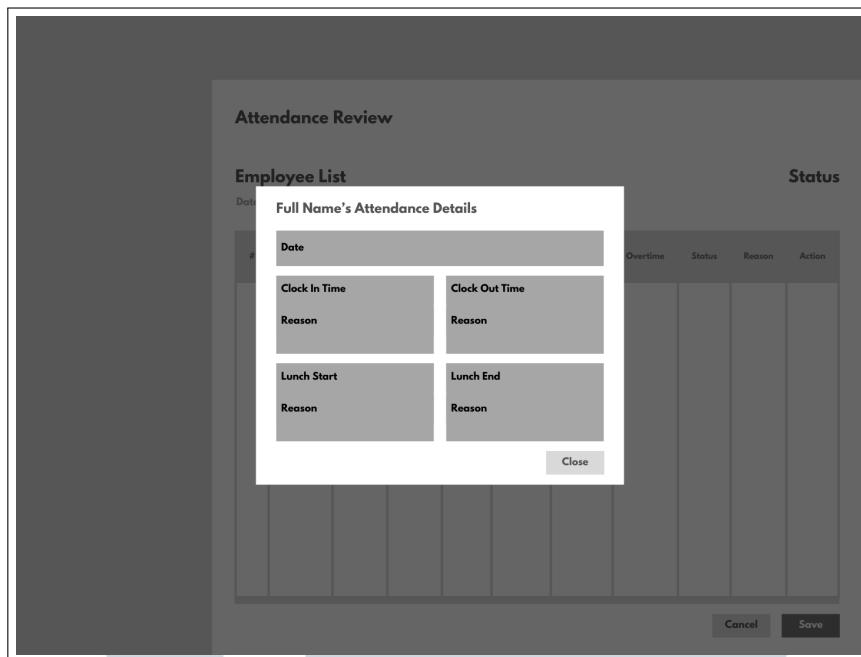 Attendance Review
Employee List Status
Date
Full Name's Attendance Details
# Overtime Status Reason Action
Date
Clock In Time Clock Out Time
Reason Reason
Lunch Start Lunch End
Reason Reason
Close
Cancel Save